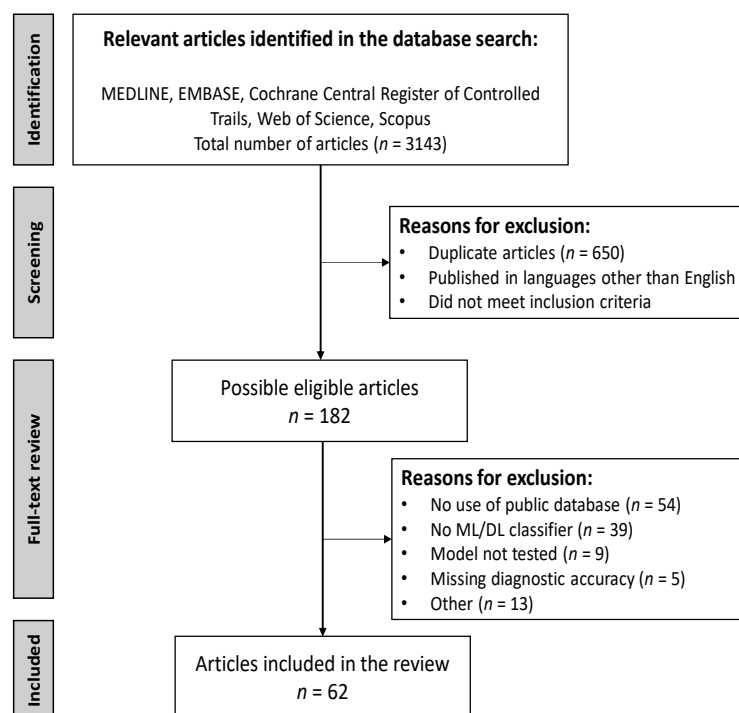 Identification
Relevant articles identified in the database search:
MEDLINE, EMBASE, Cochrane Central Register of Controlled
Trails, Web of Science, Scopus
Total number of articles (n = 3143)
Screening
Reasons for exclusion:
• Duplicate articles (n = 650)
• Published in languages other than English
• Did not meet inclusion criteria
Full-text review
Possible eligible articles
n = 182
Reasons for exclusion:
• No use of public database (n = 54)
• No ML/DL classifier (n = 39)
• Model not tested (n = 9)
• Missing diagnostic accuracy (n = 5)
• Other (n = 13)
Included
Articles included in the review
n = 62